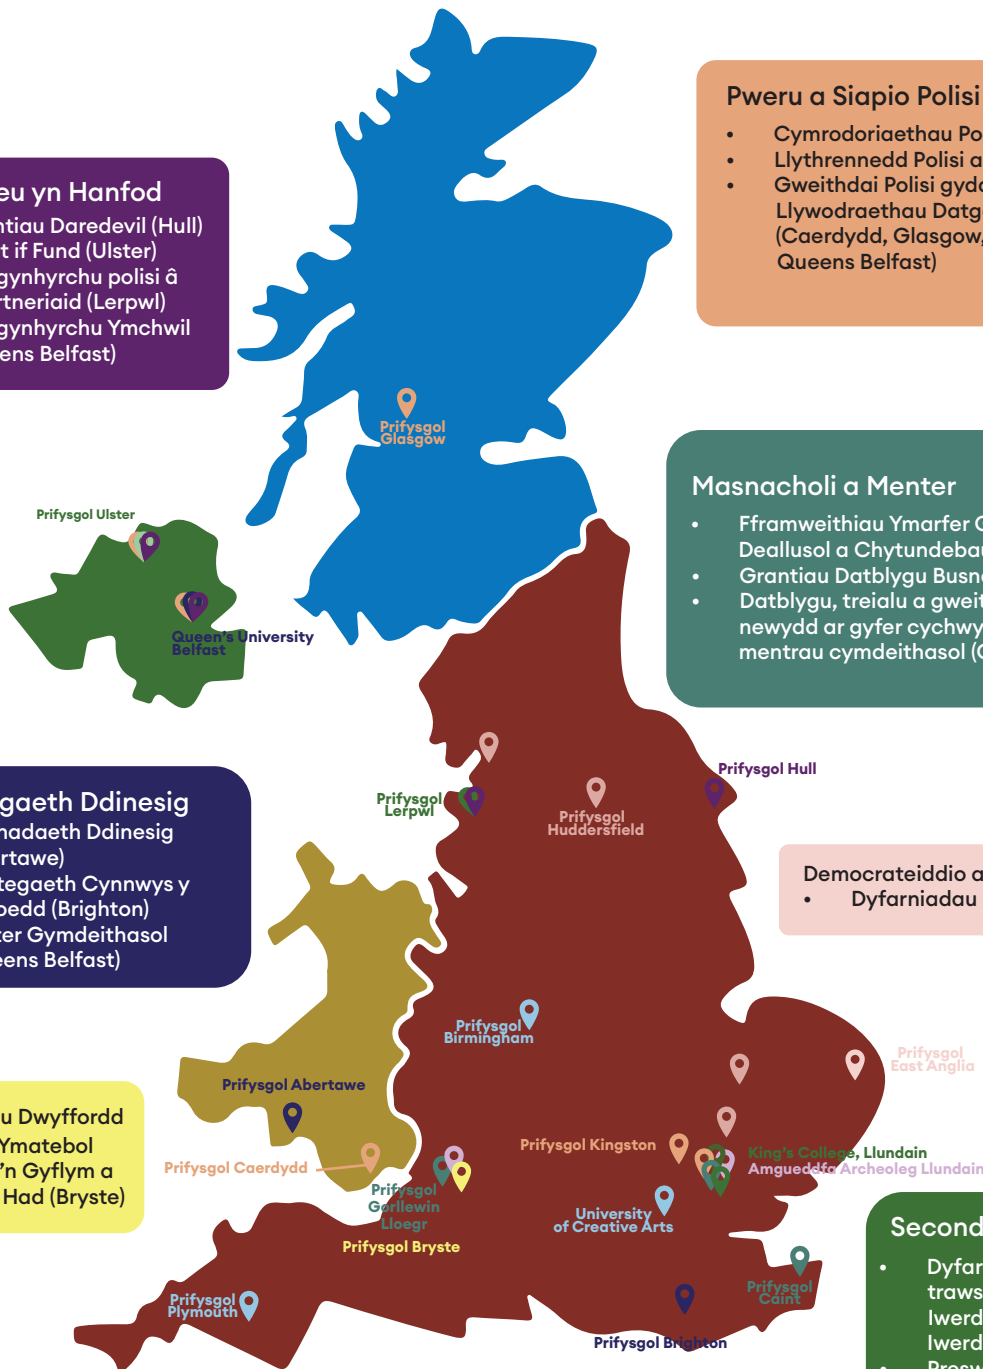 Pweru a Siapio Polisi
• Cymrodoriaethau Po
• Llythrennedd Polisi a
• Gweithdai Polisi gyda
Llywodraethau Datg
(Caerdydd, Glasgow,
Queens Belfast)
eu yn Hanfod
ntiau Daredevil (Hull)
t if Fund (Ulster)
gynhyrchu polisi â
rtneriaid (Lerpwl)
gynhyrchu Ymchwil
eens Belfast)
Prifysgol
Glasgow
Masnacholi a Menter
• Fframweithiau Ymarfer
Deallusol a Chytundebau
• Grantiau Datblygu Busn
• Datblygu, treialu a gweit
newydd ar gyfer cychwy
mentrau cymdeithasol (
Prifysgol Ulster
Queen's University
Belfast
Prifysgol Hull
Prifysgol
Lerpwl
Prifysgol
Huddersfield
gaeth Ddinesig
nadaeth Ddinesig
ertawe)
tegaeth Cynnwys y
oedd (Brighton)
ter Gymdeithasol
eens Belfast)
Democrateiddio a
• Dyfarniadau
Prifysgol
Birmingham
Prifysgol
East Anglia
Prifysgol Abertawe
u Dwyffordd
Ymatebol
'n Gyflym a
Had (Bryste)
Prifysgol Kingston
King's College, Llundain
Amgueddfa Archeoleg Llundain
Prifysgol Caerdydd
Prifysgol
Gorllewin
Lloegr
University
of Creative Arts
Prifysgol Bryste
Second
• Dyfar
traws
Iwerd
Iwerd
• Presw
Prifysgol
Caint
Prifysgol
Plymouth
Prifysgol Brighton